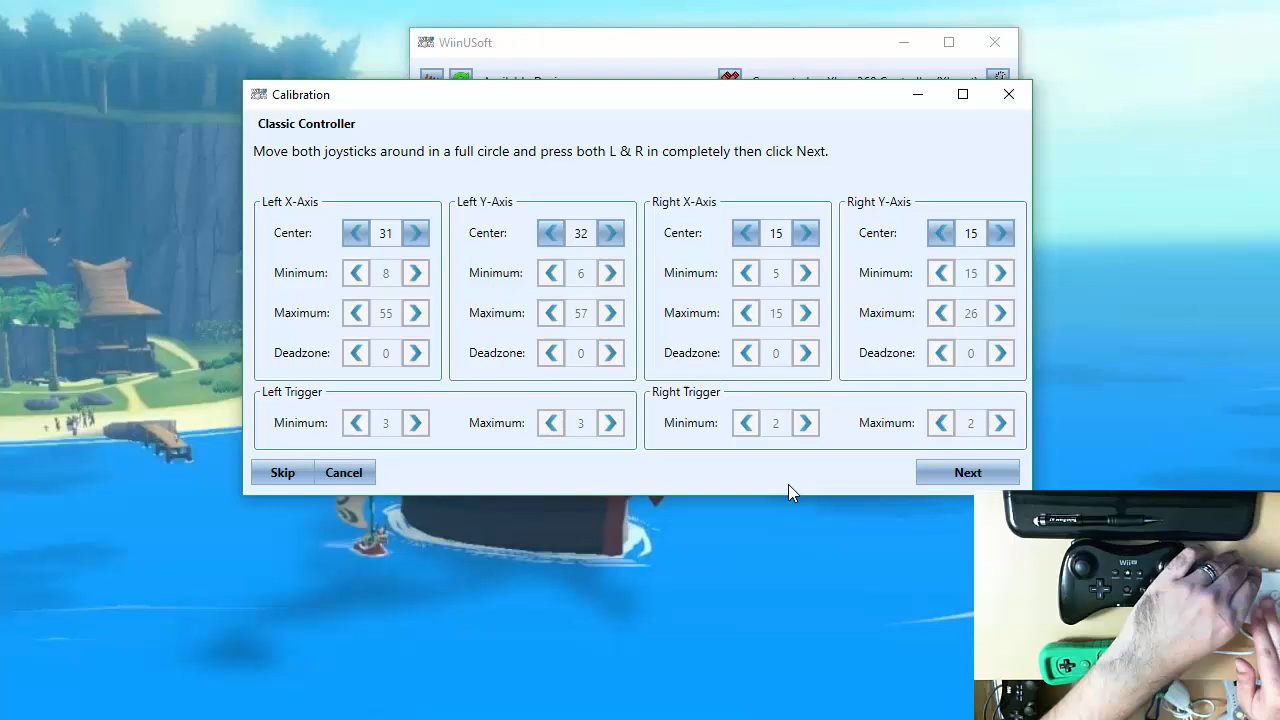 WiinUSoft
Calibration
Classic Controller
Move both joysticks around in a full circle and press both L & R in completely then click Next.
Left X-Axis Left Y-Axis Right X-Axis Right Y-Axis
Center: 31 Center: 32 Center: 15 Center: 15
Minimum: 8 Minimum: 6 Minimum: 5 Minimum: 15
Maximum: 55 Maximum: 57 Maximum: 15 Maximum: 26
Deadzone: 0 Deadzone: 0 Deadzone: 0 Deadzone: 0
Left Trigger Right Trigger
Minimum: 3 Maximum: 3 Minimum: 2 Maximum: 2
Skip Cancel Next
Wii